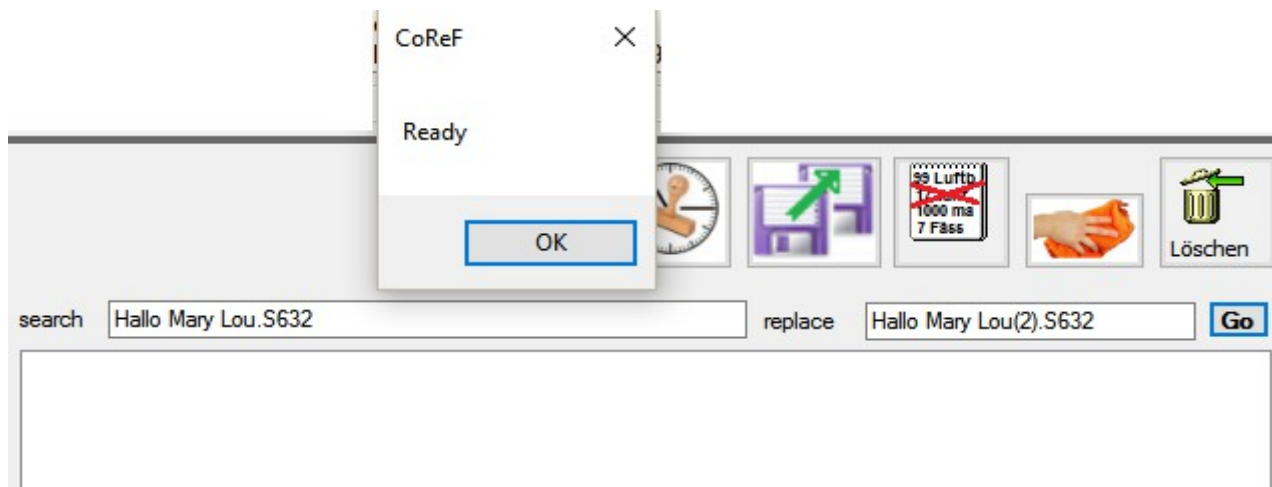 CoReF
Ready
OK
99 Luftb
1000 ma
7 Fäss
Löschen
search Hallo Mary Lou.S632 replace Hallo Mary Lou(2).S632 Go